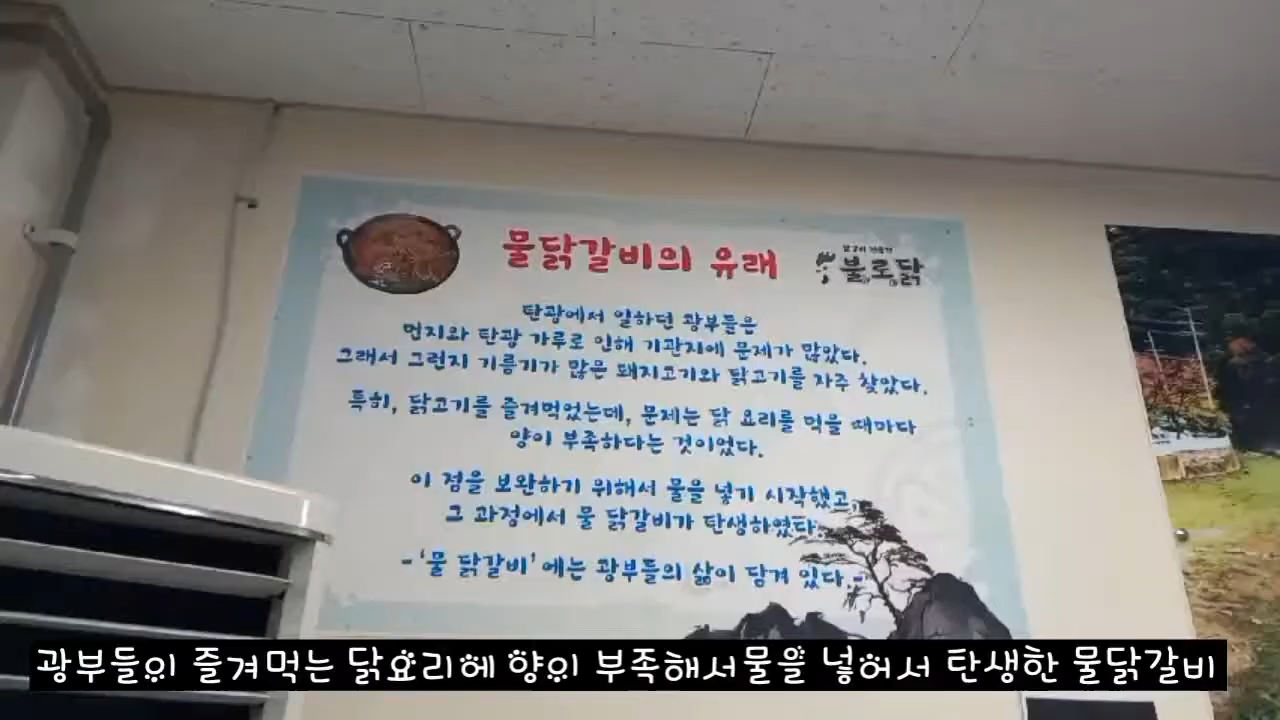 물닭갈비의 유래
불로닭
탄광에서 일하던 광부들은
먼지와 탄광 가루로 인해 기관지에 문제가 많았다.
그래서 그런지 기름기가 많은 돼지고기와 닭고기를 자주 찾았다.
특히, 닭고기를 즐겨먹었는데, 문제는 닭 요리를 먹을 때마다
양이 부족하다는 것이었다.
이 점을 보완하기 위해서 물을 넣기 시작했고,
그 과정에서 물 닭갈비가 탄생하였다.
-'물 닭갈비'에는 광부들의 삶이 담겨 있다.-
광부들이 즐겨먹는 닭요리에 양이 부족해서물을 넣어서 탄생한 물닭갈비